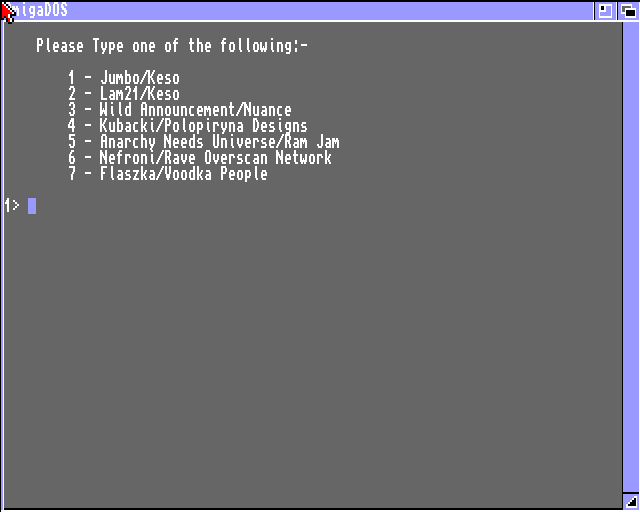 migaDOS
Please Type one of the following:-
1 - Jumbo/Keso
2 - Lam21/Keso
3 - Wild Announcement/Nuance
4 - Kubacki/Polopiryna Designs
5 - Anarchy Needs Universe/Ram Jam
6 - Nefroni/Rave Overscan Network
7 - Flaszka/Voodka People
1>